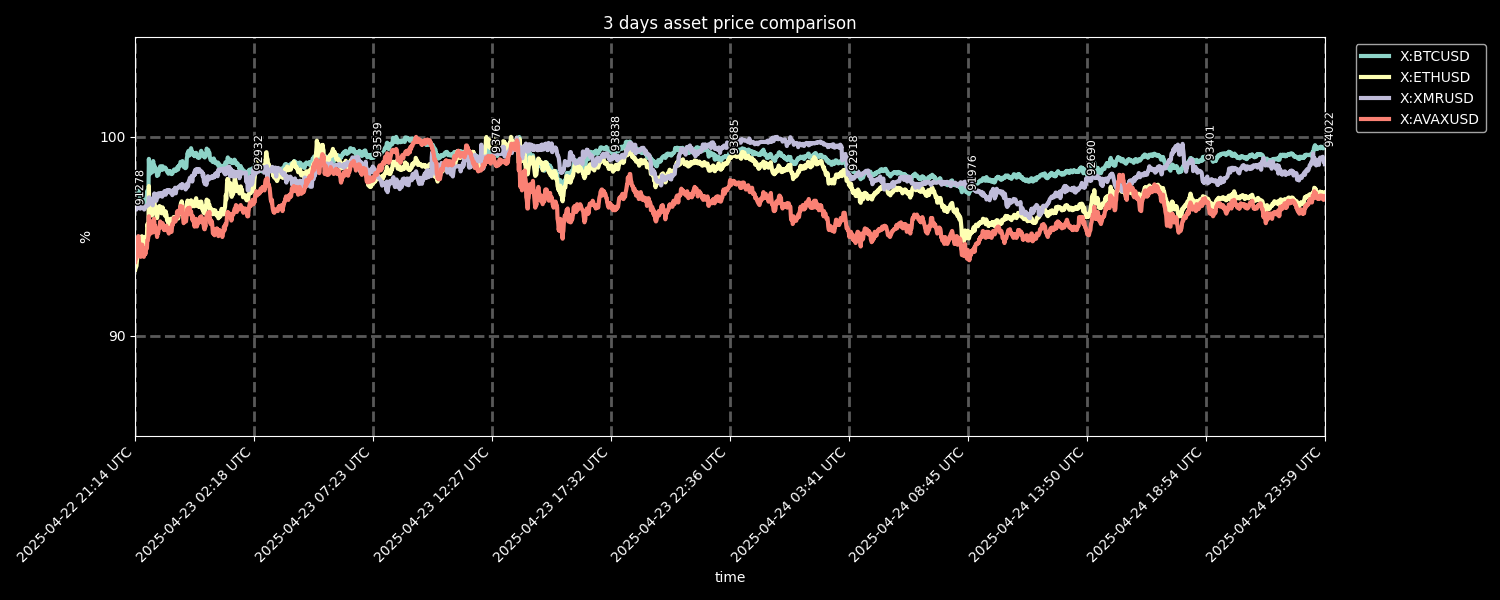 3 days asset price comparison
X:BTCUSD
X:ETHUSD
X:XMRUSD
X:AVAXUSD
100
90
%
92932
93539
93762
93838
93685
92918
91976
92690
93401
94022
2025-04-22 21:14 UTC
2025-04-23 02:18 UTC
2025-04-23 07:23 UTC
2025-04-23 12:27 UTC
2025-04-23 17:32 UTC
2025-04-23 22:36 UTC
2025-04-24 03:41 UTC
2025-04-24 08:45 UTC
2025-04-24 13:50 UTC
2025-04-24 18:54 UTC
2025-04-24 23:59 UTC
time